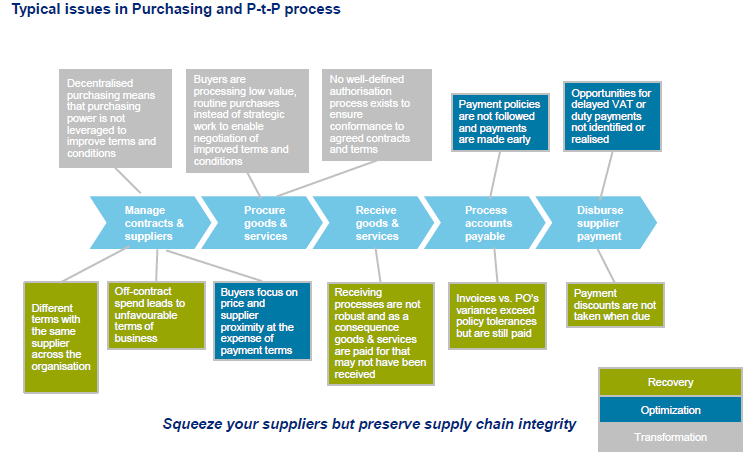 Typical issues in Purchasing and P-t-P process
Decentralised
purchasing means
that purchasing
power is not
leveraged to
improve terms and
conditions
Buyers are
processing low value,
routine purchases
instead of strategic
work to enable
negotiation of
improved terms and
conditions
No well-defined
authorisation
process exists to
ensure
conformance to
agreed contracts
and terms
Payment policies
are not followed
and payments
are made early
Opportunities for
delayed VAT or
duty payments
not identified or
realised
Manage
contracts &
suppliers
Procure
goods &
services
Receive
goods &
services
Process
accounts
payable
Disburse
supplier
payment
Different
terms with
the same
supplier
across the
organisation
Off-contract
spend leads to
unfavourable
terms of
business
Buyers focus on
price and
supplier
proximity at the
expense of
payment terms
Receiving
processes are not
robust and as a
consequence
goods & services
are paid for that
may not have been
received
Invoices vs. PO's
variance exceed
policy tolerances
but are still paid
Payment
discounts are not
taken when due
Recovery
Optimization
Transformation
Squeeze your suppliers but preserve supply chain integrity